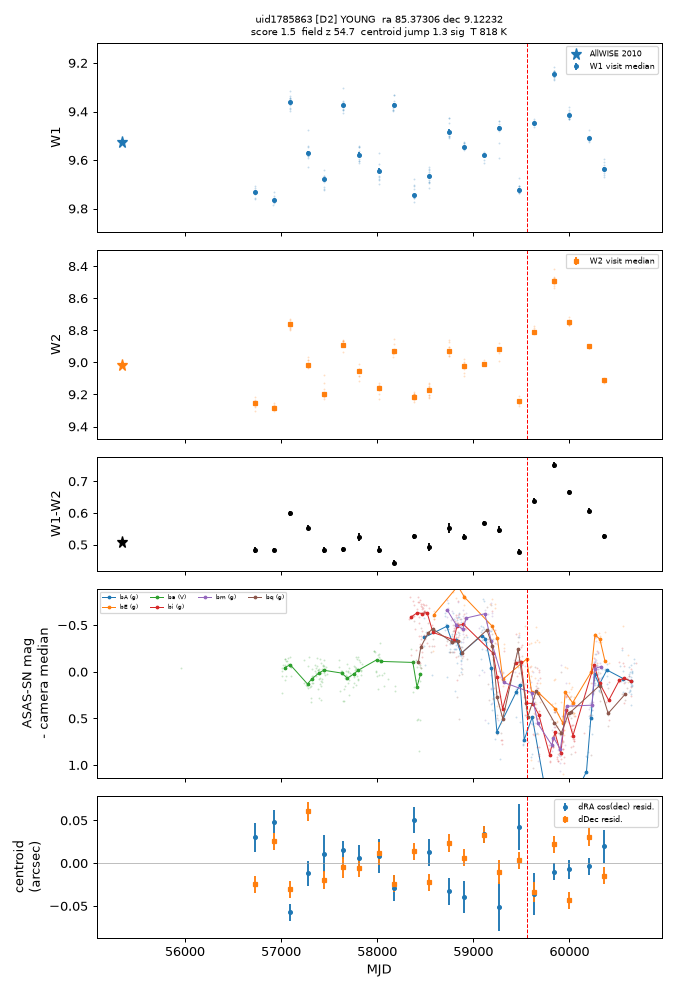 uid1785863 [D2] YOUNG  ra 85.37306 dec 9.12232
score 1.5  field z 54.7  centroid jump 1.3 sig  T 818 K
AllWISE 2010
W1 visit median
9.2
9.4
9.6
9.8
W1
W2 visit median
8.4
8.6
8.8
9.0
9.2
9.4
W2
0.7
0.6
0.5
W1-W2
bA (g)
bE (g)
ba (V)
bi (g)
bm (g)
bq (g)
−0.5
0.0
0.5
1.0
ASAS-SN mag
- camera median
dRA cos(dec) resid.
dDec resid.
0.05
0.00
−0.05
centroid
(arcsec)
56000
57000
58000
59000
60000
MJD